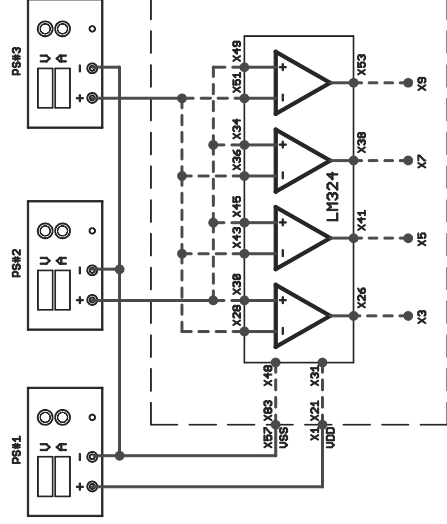 PS#3
V A
+ −
PS#2
V A
+ −
PS#1
V A
+ −
X49
X51
X34
X36
X45
X43
X30
X28
+
−
+
−
+
−
+
−
LM324
X53
X38
X41
X26
X9
X7
X5
X3
X48
X31
X57 X83
VSS
X1 X21
VDD